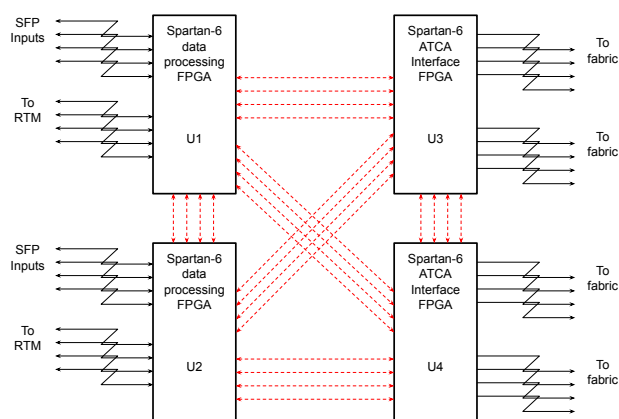 SFP
Inputs
Spartan-6
data
processing
FPGA
Spartan-6
ATCA
Interface
FPGA
To
fabric
To
RTM
U1
U3
To
fabric
SFP
Inputs
Spartan-6
data
processing
FPGA
Spartan-6
ATCA
Interface
FPGA
To
fabric
To
RTM
U2
U4
To
fabric